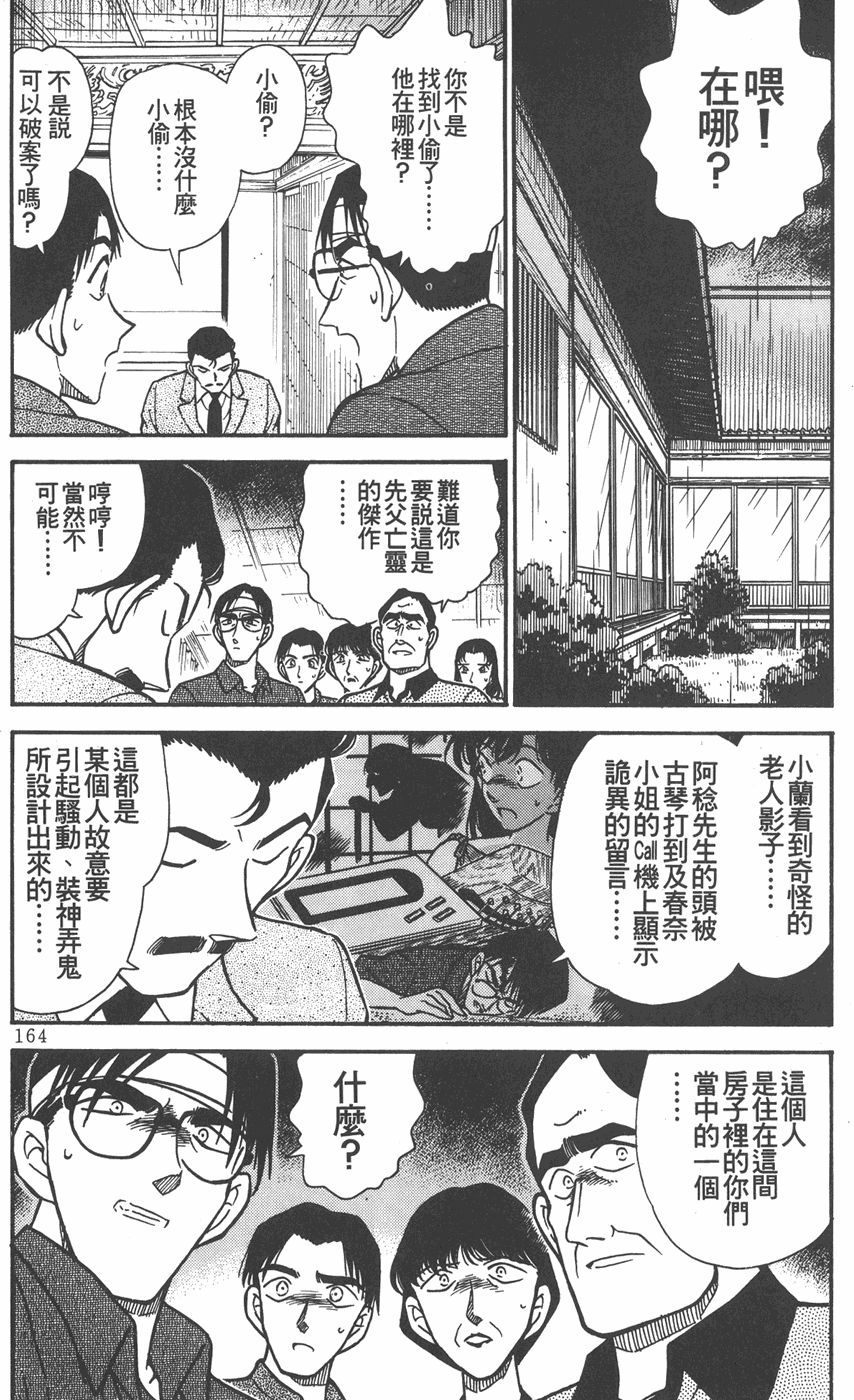 喂！
在哪？
你不是
找到小偷了……
他在哪裡？
小偷？
根本沒什麼
小偷……
不是說
可以破案了嗎？
難道你
要說這是
先父亡靈
的傑作
……
哼哼！
當然不
可能……
小蘭看到奇怪的
老人影子……
阿稔先生的頭被
古琴打到及春奈
小姐的Call機上顯示
詭異的留言……
這都是
某個人故意要
引起騷動、裝神弄鬼
所設計出來的……
164
這個人
是住在這間
房子裡的你們
當中的一個
……
什麼？